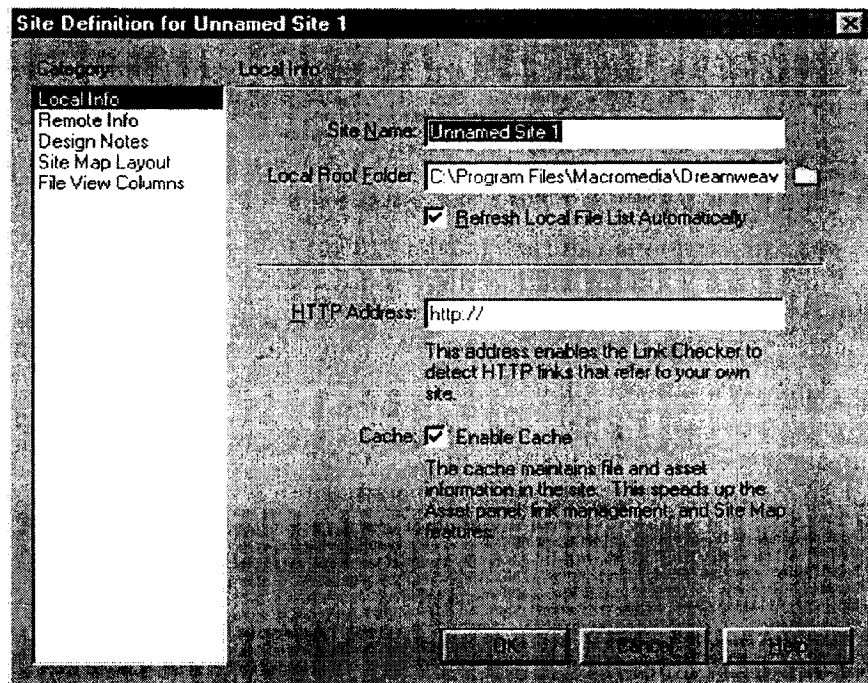 Site Definition for Unnamed Site 1
Category:
Local Info
Local Info
Remote Info
Design Notes
Site Map Layout
File View Columns
Site Name: Unnamed Site 1
Local Root Folder: C:\Program Files\Macromedia\Dreamweav
Refresh Local File List Automatically
HTTP Address: http://
This address enables the Link Checker to
detect HTTP links that refer to your own
site.
Cache: Enable Cache
The cache maintains file and asset
information in the site. This speeds up the
Asset panel, link management, and Site Map
features.
OK Cancel Help